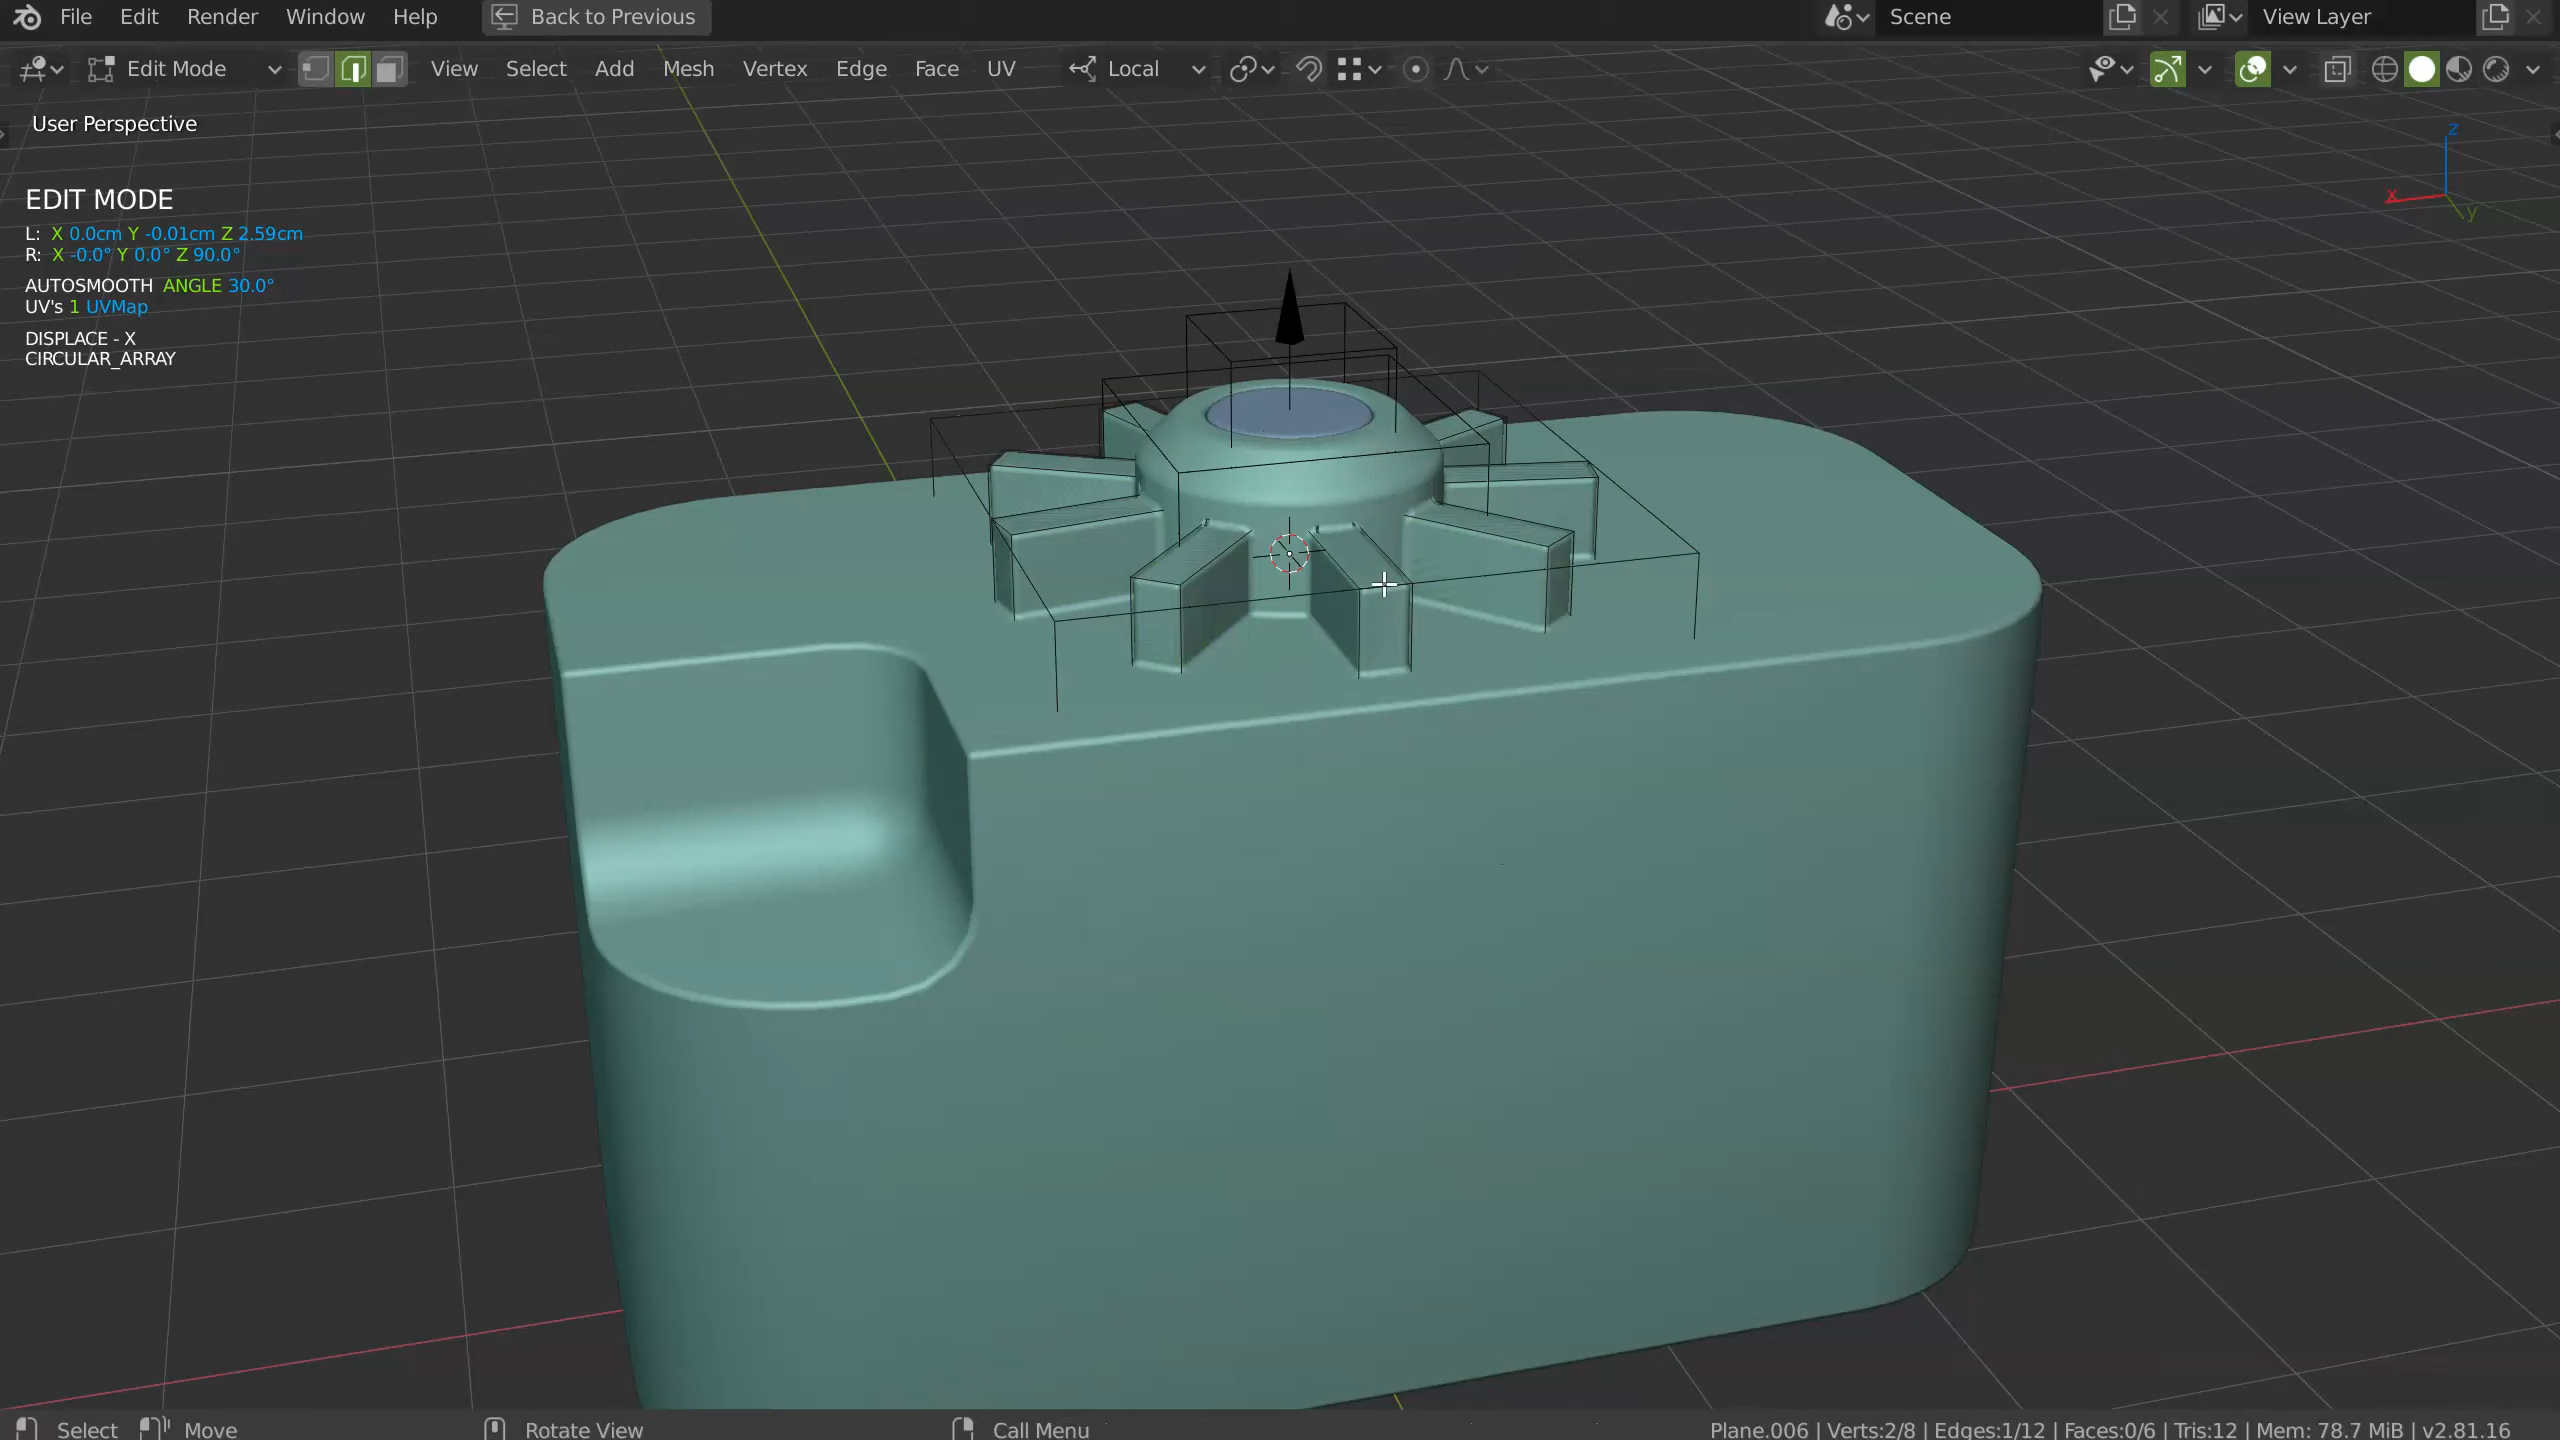 File Edit Render Window Help Back to Previous Scene View Layer
Edit Mode View Select Add Mesh Vertex Edge Face UV Local
User Perspective
z
x
y
EDIT MODE
L: X 0.0cm Y -0.01cm Z 2.59cm
R: X -0.0° Y 0.0° Z 90.0°
AUTOSMOOTH ANGLE 30.0°
UV's 1 UVMap
DISPLACE - X
CIRCULAR_ARRAY
Select Move Rotate View Call Menu Plane.006 | Verts:2/8 | Edges:1/12 | Faces:0/6 | Tris:12 | Mem: 78.7 MiB | v2.81.16